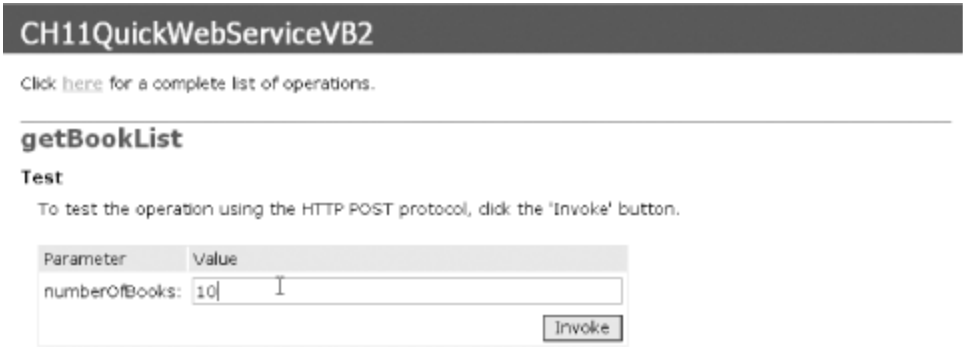 CH11QuickWebServiceVB2
Click here for a complete list of operations.
getBookList
Test
To test the operation using the HTTP POST protocol, click the 'Invoke' button.
Parameter Value
numberOfBooks: 10
Invoke